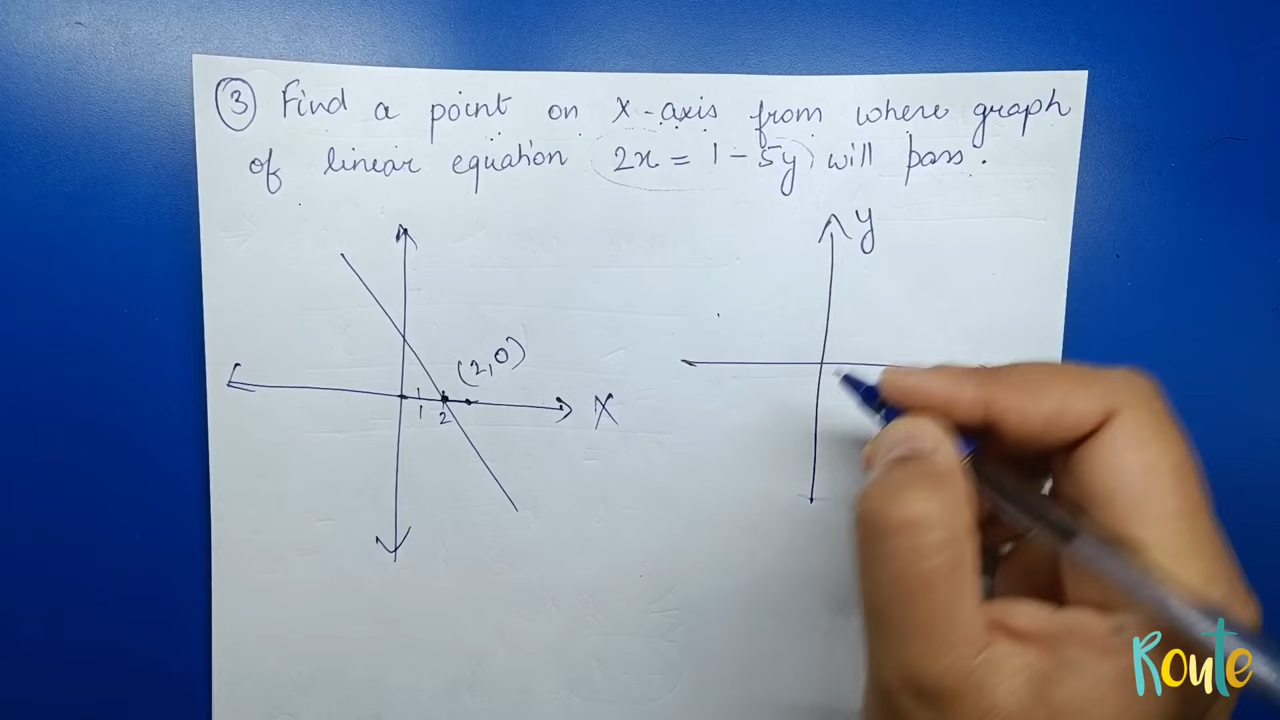 ③ Find a point on X-axis from where graph
of linear equation 2x = 1 - 5y will pass.
y
(2,0)
1 2
X
Route